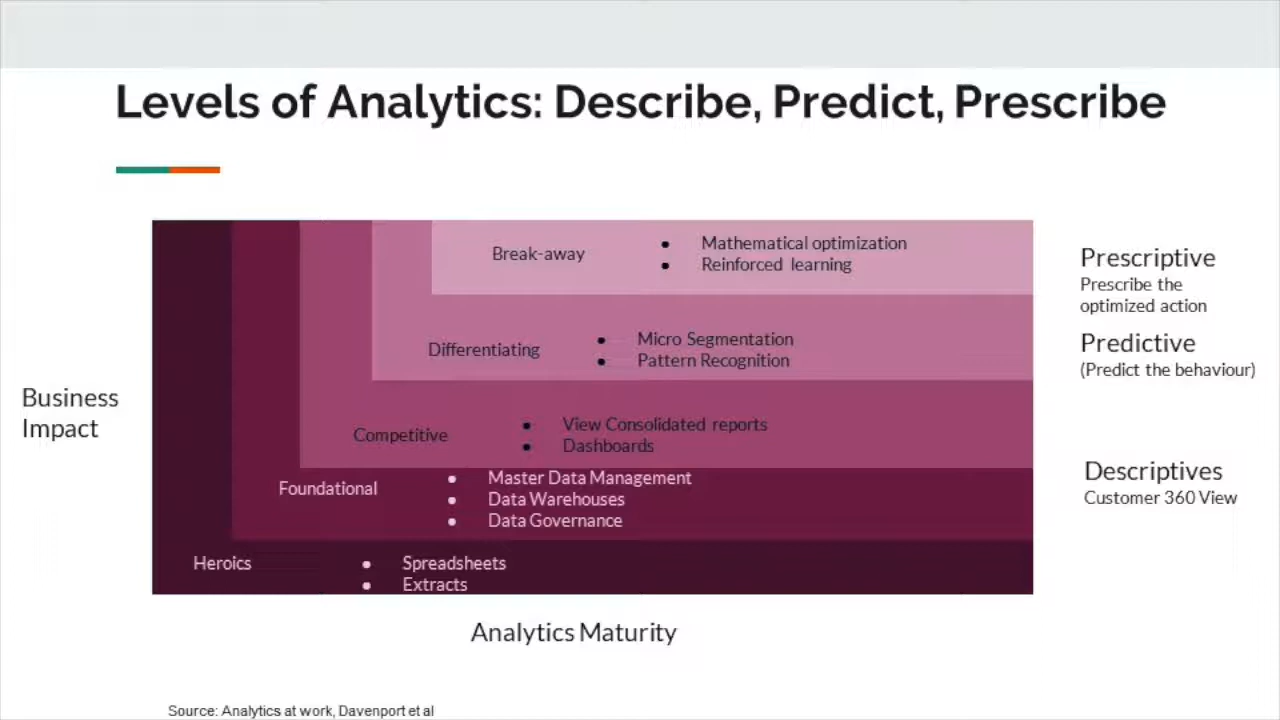 Levels of Analytics: Describe, Predict, Prescribe
Break-away
• Mathematical optimization
• Reinforced learning
Prescriptive
Prescribe the
optimized action
Differentiating
• Micro Segmentation
• Pattern Recognition
Predictive
(Predict the behaviour)
Business
Impact
Competitive
• View Consolidated reports
• Dashboards
Descriptives
Customer 360 View
Foundational
• Master Data Management
• Data Warehouses
• Data Governance
Heroics
• Spreadsheets
• Extracts
Analytics Maturity
Source: Analytics at work, Davenport et al